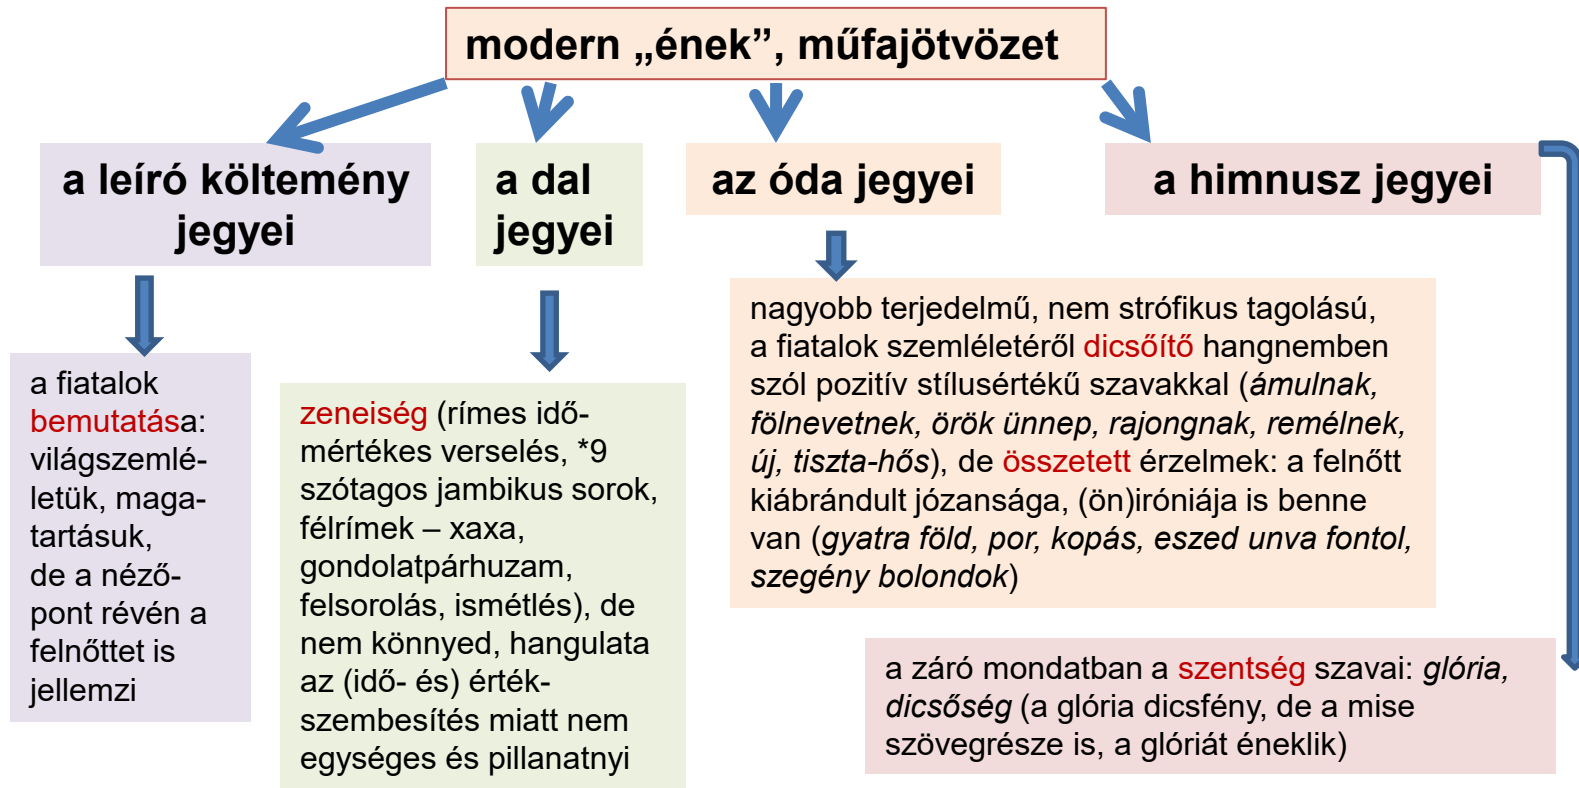 modern „ének”, műfajötvözet
a leíró költemény
jegyei
a dal
jegyei
az óda jegyei
a himnusz jegyei
a fiatalok
bemutatása:
világszemlé-
letük, maga-
tartásuk,
de a néző-
pont révén a
felnőttet is
jellemzi
zeneiség (rímes idő-
mértékes verselés, *9
szótagos jambikus sorok,
félrímek – xaxa,
gondolatpárhuzam,
felsorolás, ismétlés), de
nem könnyed, hangulata
az (idő- és) érték-
szembesítés miatt nem
egységes és pillanatnyi
nagyobb terjedelmű, nem strófikus tagolású,
a fiatalok szemléletéről dicsőítő hangnemben
szól pozitív stílusértékű szavakkal (ámulnak,
fölnevetnek, örök ünnep, rajongnak, remélnek,
új, tiszta-hős), de összetett érzelmek: a felnőtt
kiábrándult józansága, (ön)iróniája is benne
van (gyatra föld, por, kopás, eszed unva fontol,
szegény bolondok)
a záró mondatban a szentség szavai: glória,
dicsőség (a glória dicsfény, de a mise
szövegrésze is, a glóriát éneklik)